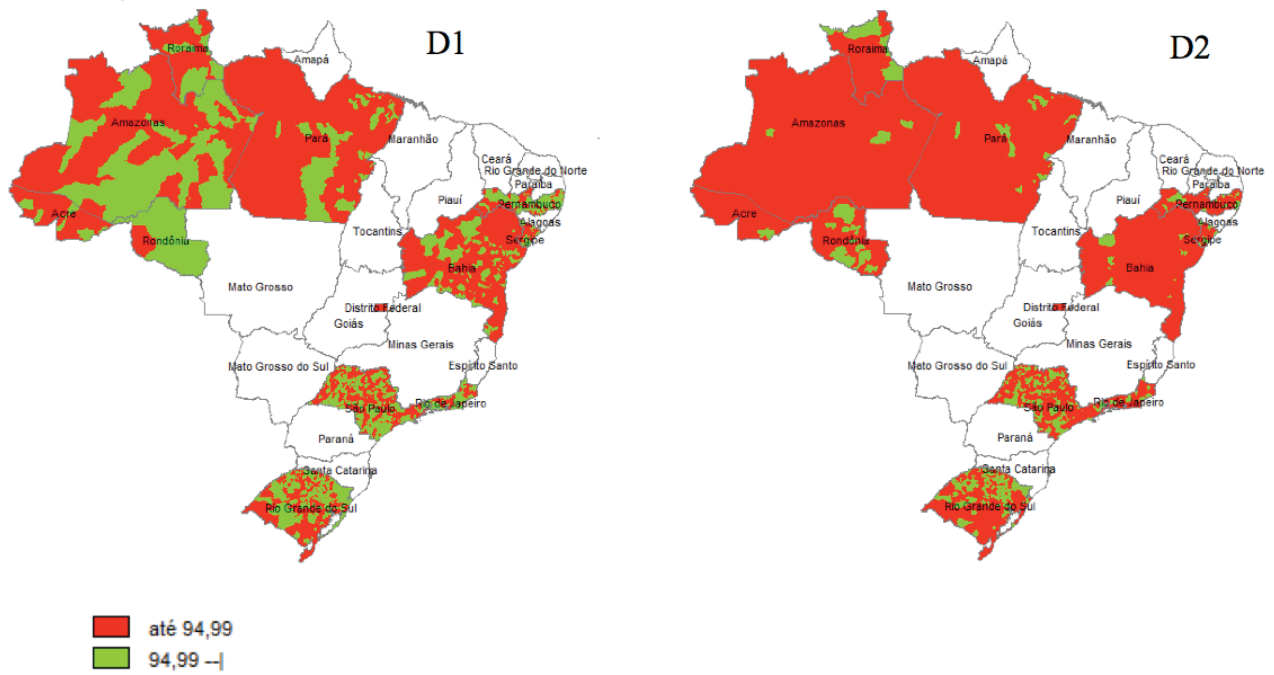 D1
Roraima
Amapá
Amazonas
Pará
Maranhão
Ceará
Rio Grande do Norte
Paraíba
Piauí
Pernambuco
Alagoas
Sergipe
Acre
Rondônia
Tocantins
Bahia
Mato Grosso
Distrito Federal
Goiás
Minas Gerais
Mato Grosso do Sul
Espírito Santo
São Paulo
Rio de Janeiro
Paraná
Santa Catarina
Rio Grande do Sul
D2
Roraima
Amapá
Amazonas
Pará
Maranhão
Ceará
Rio Grande do Norte
Paraíba
Piauí
Pernambuco
Alagoas
Sergipe
Acre
Rondônia
Tocantins
Bahia
Mato Grosso
Distrito Federal
Goiás
Minas Gerais
Mato Grosso do Sul
Espírito Santo
São Paulo
Rio de Janeiro
Paraná
Santa Catarina
Rio Grande do Sul
até 94,99
94,99 --|